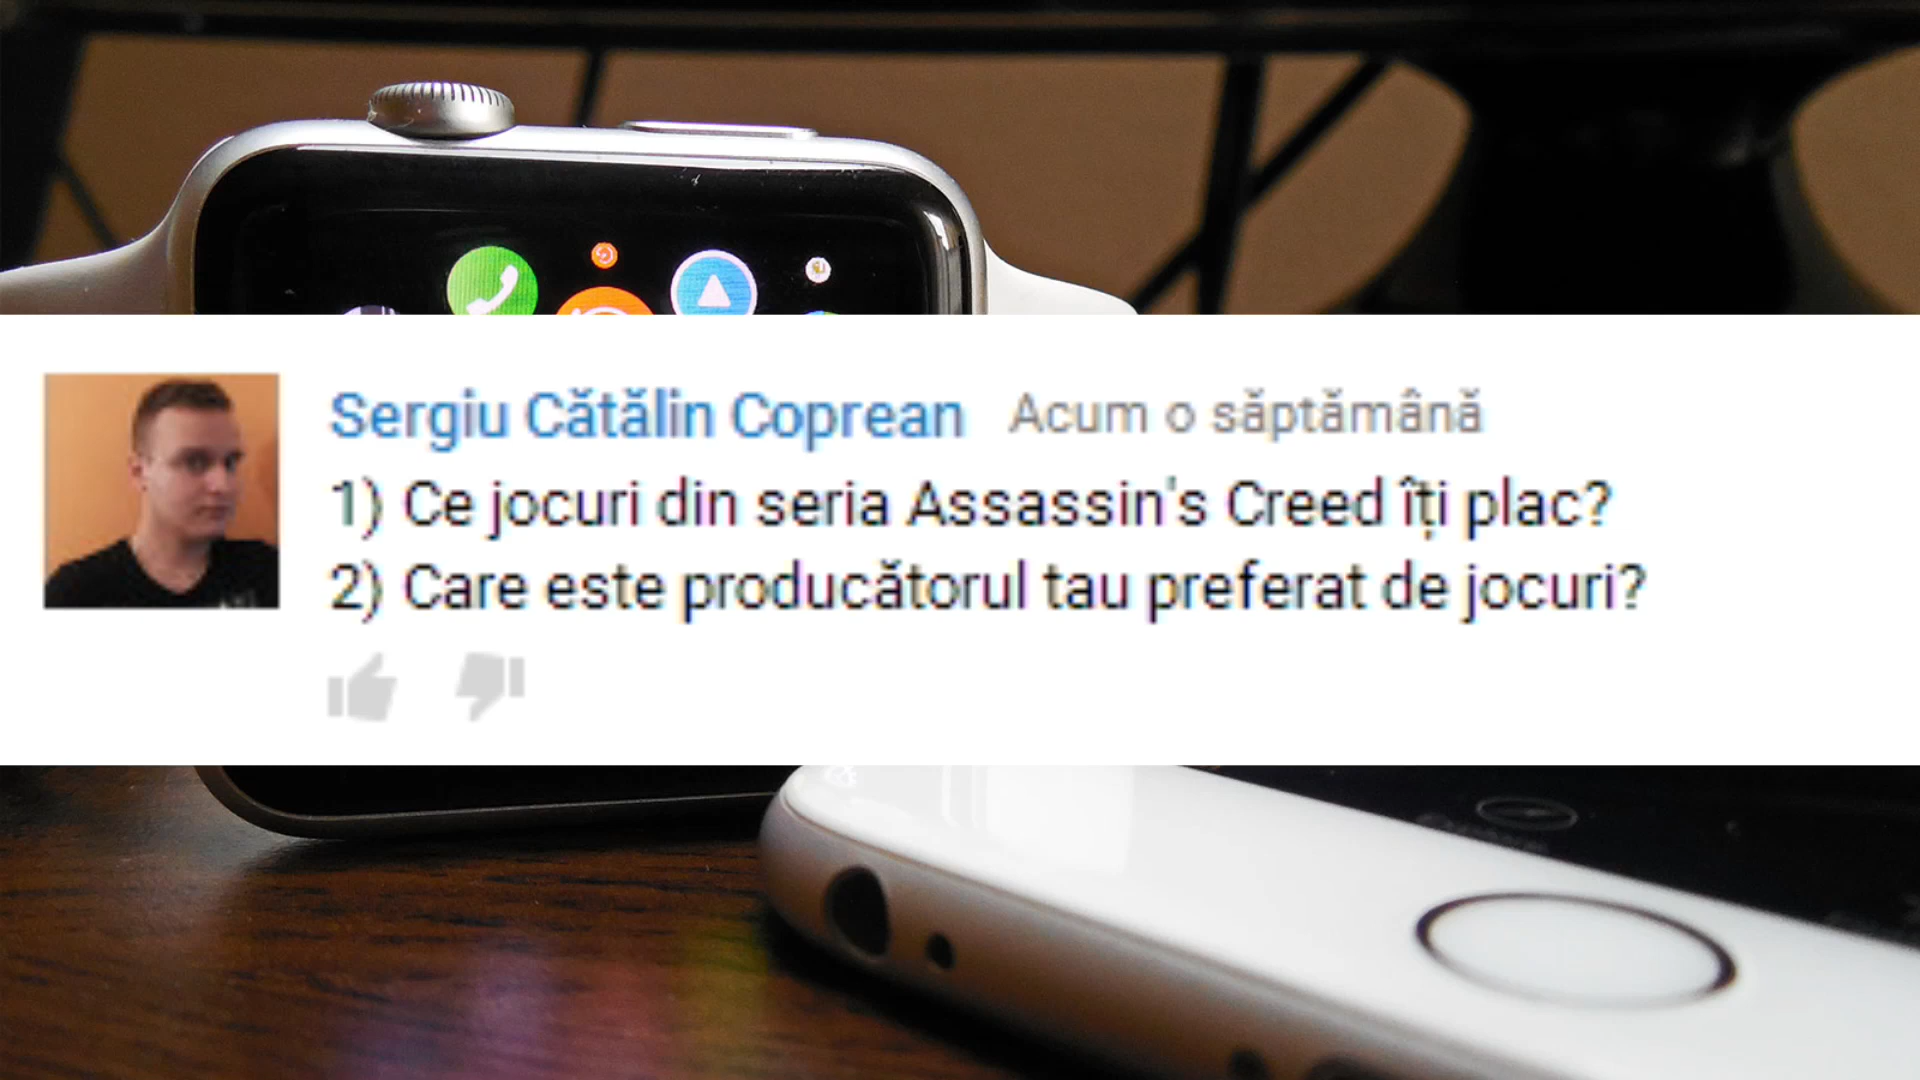 Sergiu Cătălin Coprean Acum o săptămână
1) Ce jocuri din seria Assassin's Creed îți plac?
2) Care este producătorul tau preferat de jocuri?